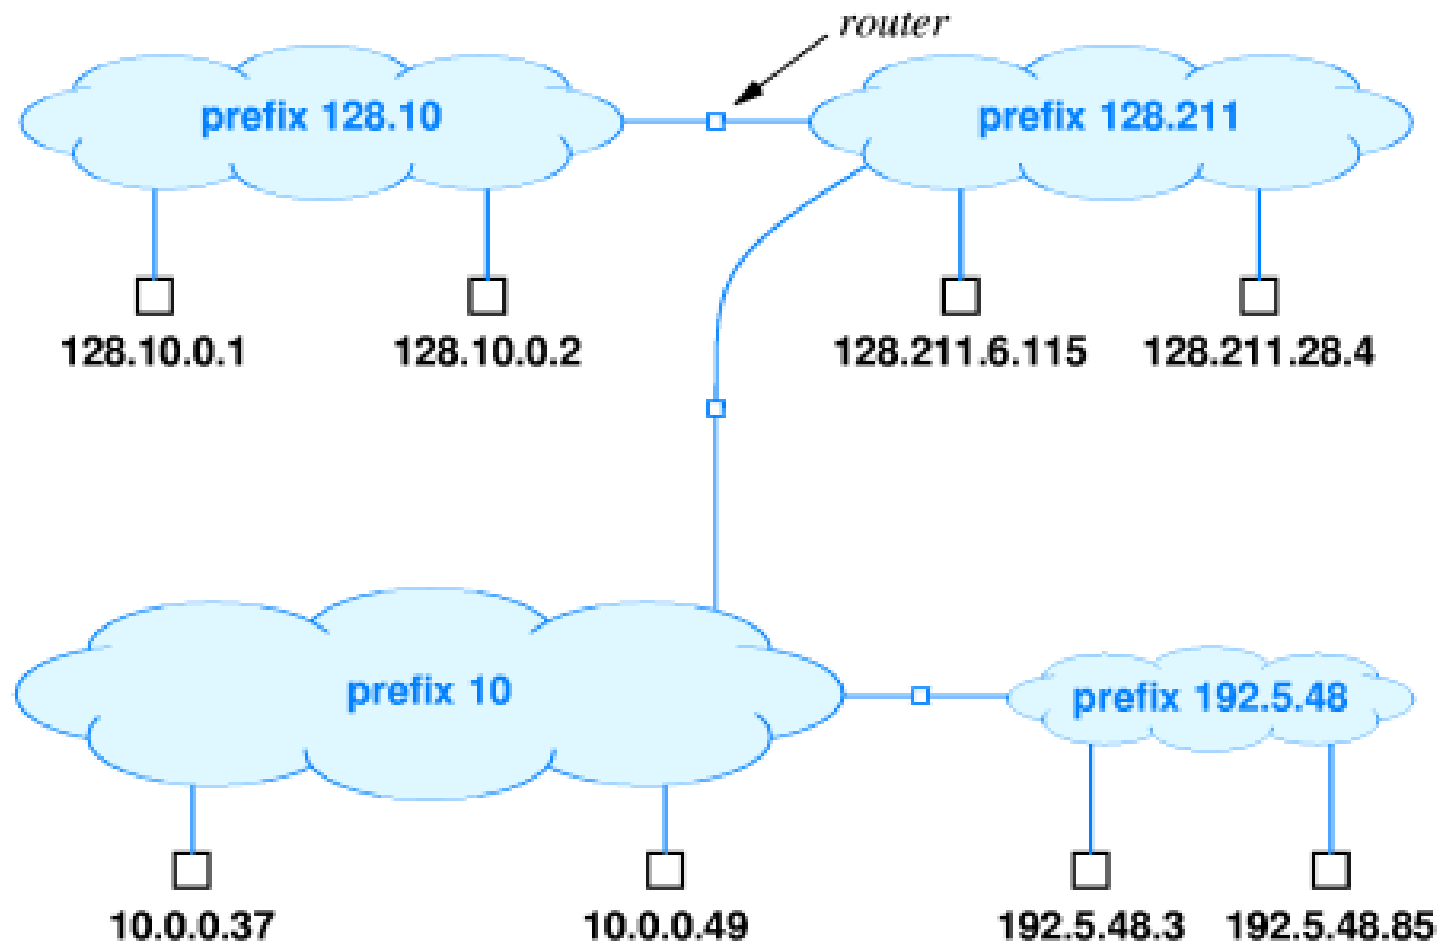 router
prefix 128.10
prefix 128.211
128.10.0.1
128.10.0.2
128.211.6.115
128.211.28.4
prefix 10
prefix 192.5.48
10.0.0.37
10.0.0.49
192.5.48.3
192.5.48.85